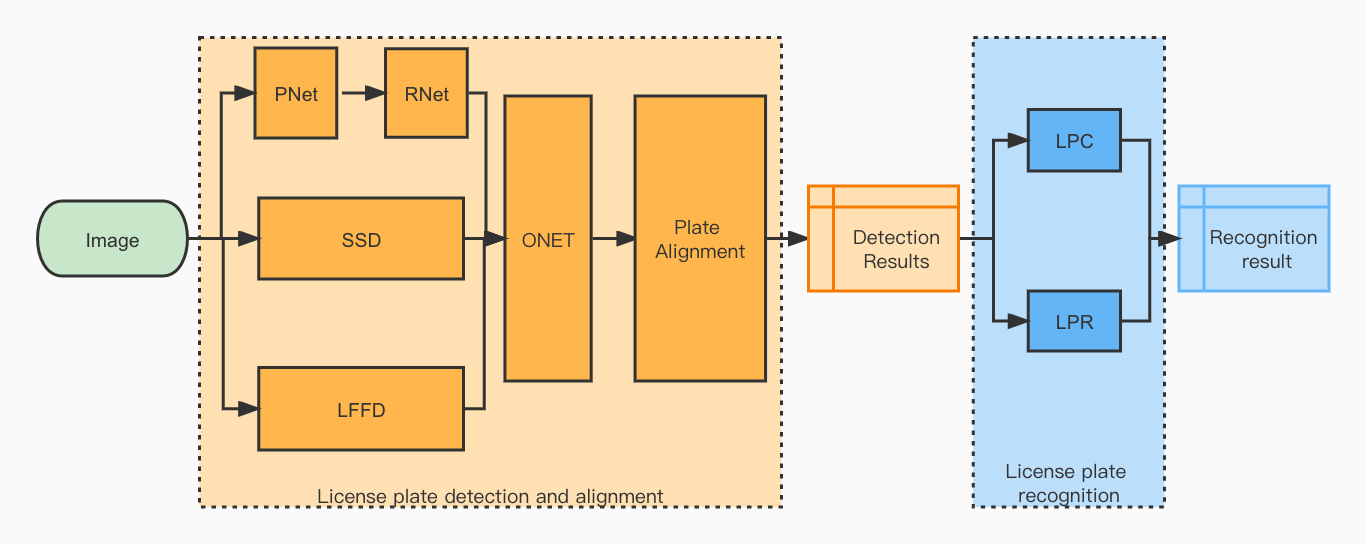 PNet
RNet
Image
SSD
ONET
Plate
Alignment
LFFD
License plate detection and alignment
Detection
Results
LPC
LPR
License plate
recognition
Recognition
result